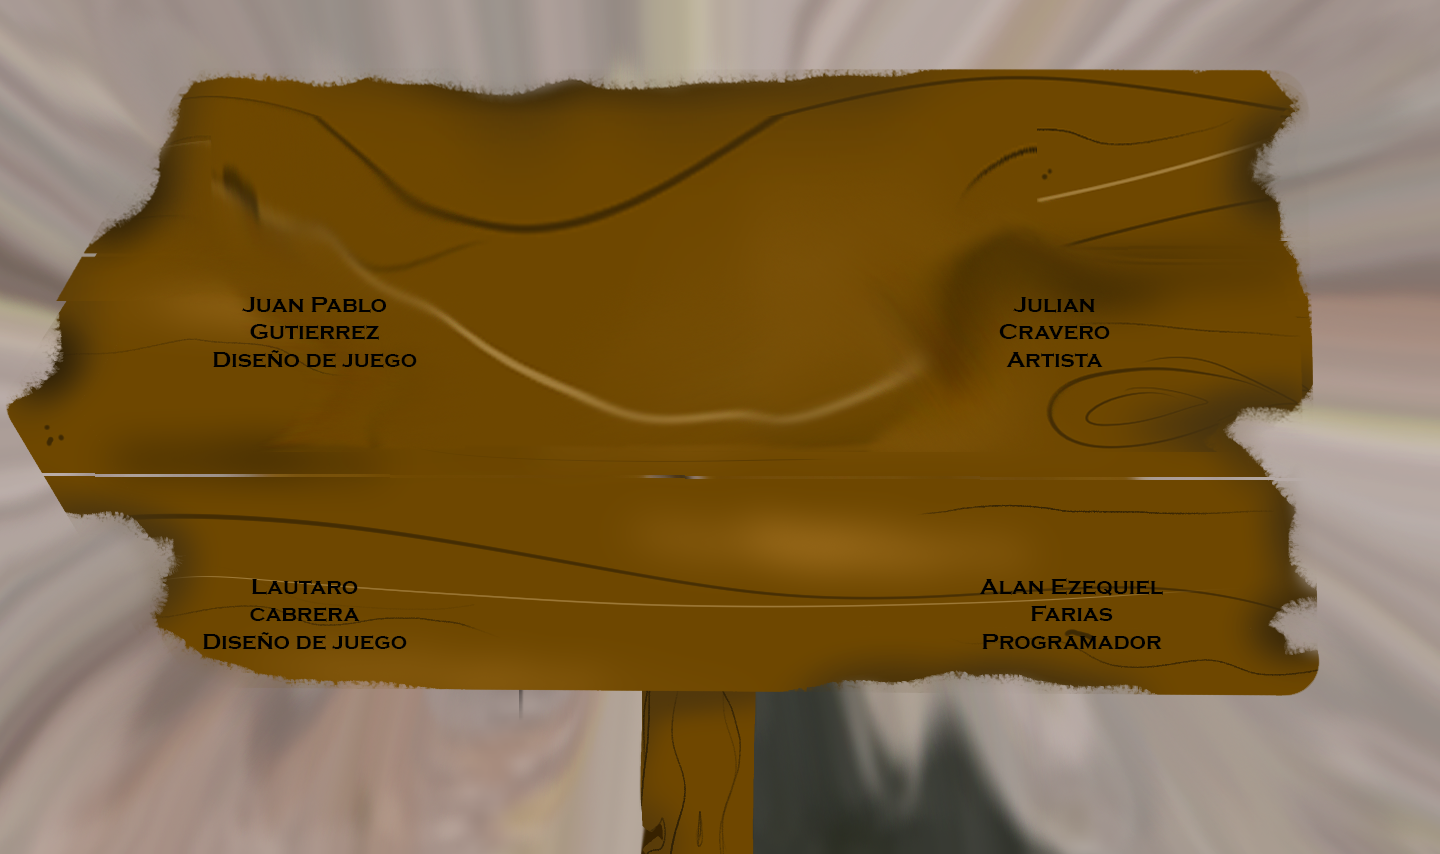 Juan Pablo
Gutierrez
Diseño de juego
Julian
Cravero
Artista
Lautaro
cabrera
Diseño de juego
Alan Ezequiel
Farias
Programador